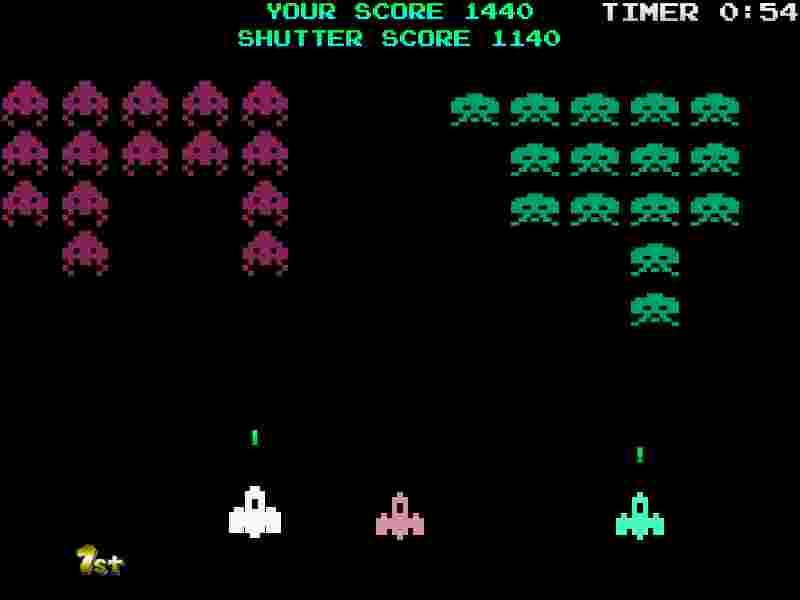 YOUR SCORE 1440
TIMER 0:54
SHUTTER SCORE 1140
!
!
1st